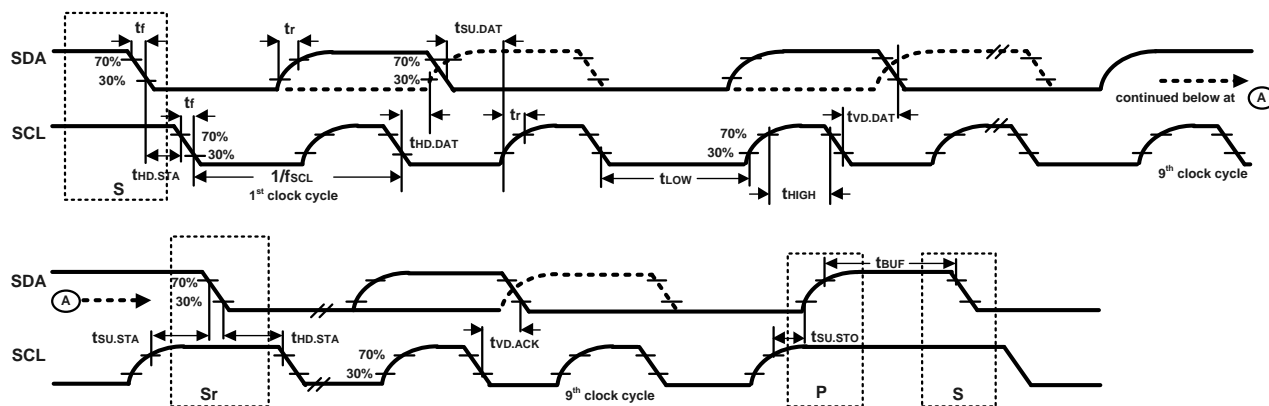 tf
tr
tSU.DAT
SDA
70%
30%
70%
30%
continued below at A
tf
tr
tHD.DAT
tVD.DAT
SCL
70%
30%
70%
30%
tHD.STA
1/fSCL
1st clock cycle
tLOW
tHIGH
9th clock cycle
S
SDA
70%
30%
A
tBUF
tSU.STA
tHD.STA
tVD.ACK
tSU.STO
SCL
70%
30%
9th clock cycle
Sr
P
S